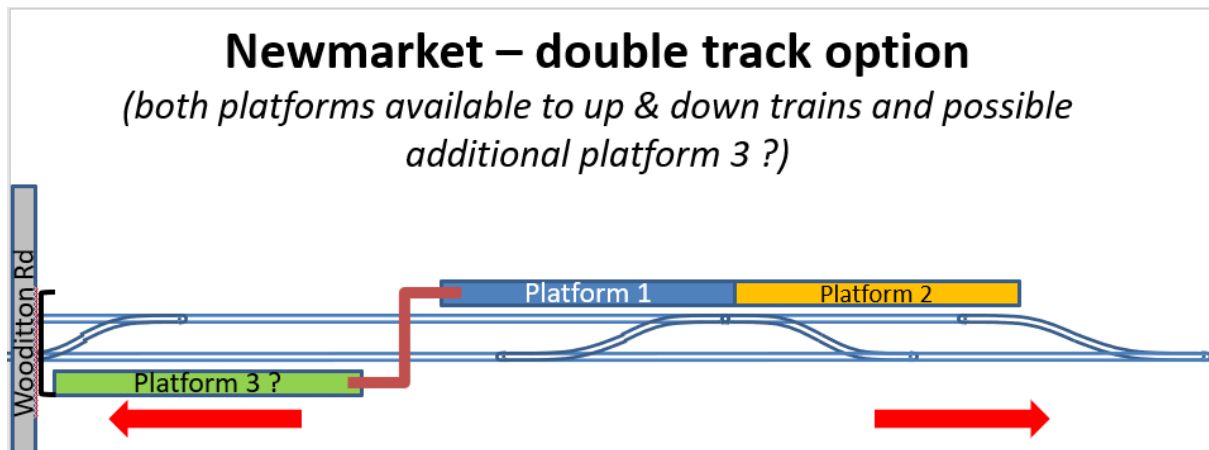 Newmarket – double track option
(both platforms available to up & down trains and possible
additional platform 3 ?)
Woodditton Rd
Platform 1
Platform 2
Platform 3 ?